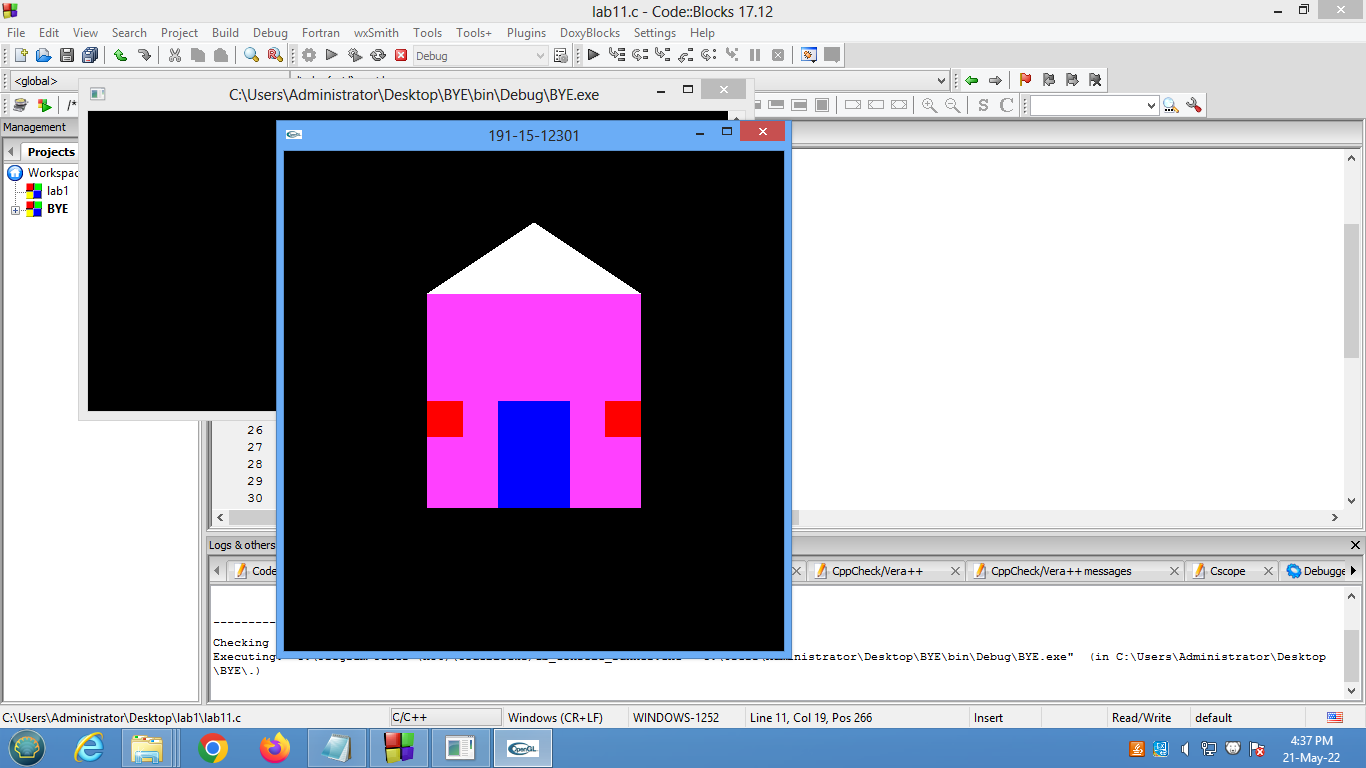 lab11.c - Code::Blocks 17.12
File Edit View Search Project Build Debug Fortran wxSmith Tools Tools+ Plugins DoxyBlocks Settings Help
Debug
<global>
C:\Users\Administrator\Desktop\BYE\bin\Debug\BYE.exe
/*
S C
Management
191-15-12301
Projects
Workspac
lab1
BYE
26
27
28
29
30
Logs & others
Code
CppCheck/Vera++
CppCheck/Vera++ messages
Cscope
Debugge
----------
Checking
Executing: \Administrator\Desktop\BYE\bin\Debug\BYE.exe" (in C:\Users\Administrator\Desktop
\BYE\.)
C:\Users\Administrator\Desktop\lab1\lab11.c C/C++ Windows (CR+LF) WINDOWS-1252 Line 11, Col 19, Pos 266 Insert Read/Write default
OpenGL
4:37 PM
21-May-22